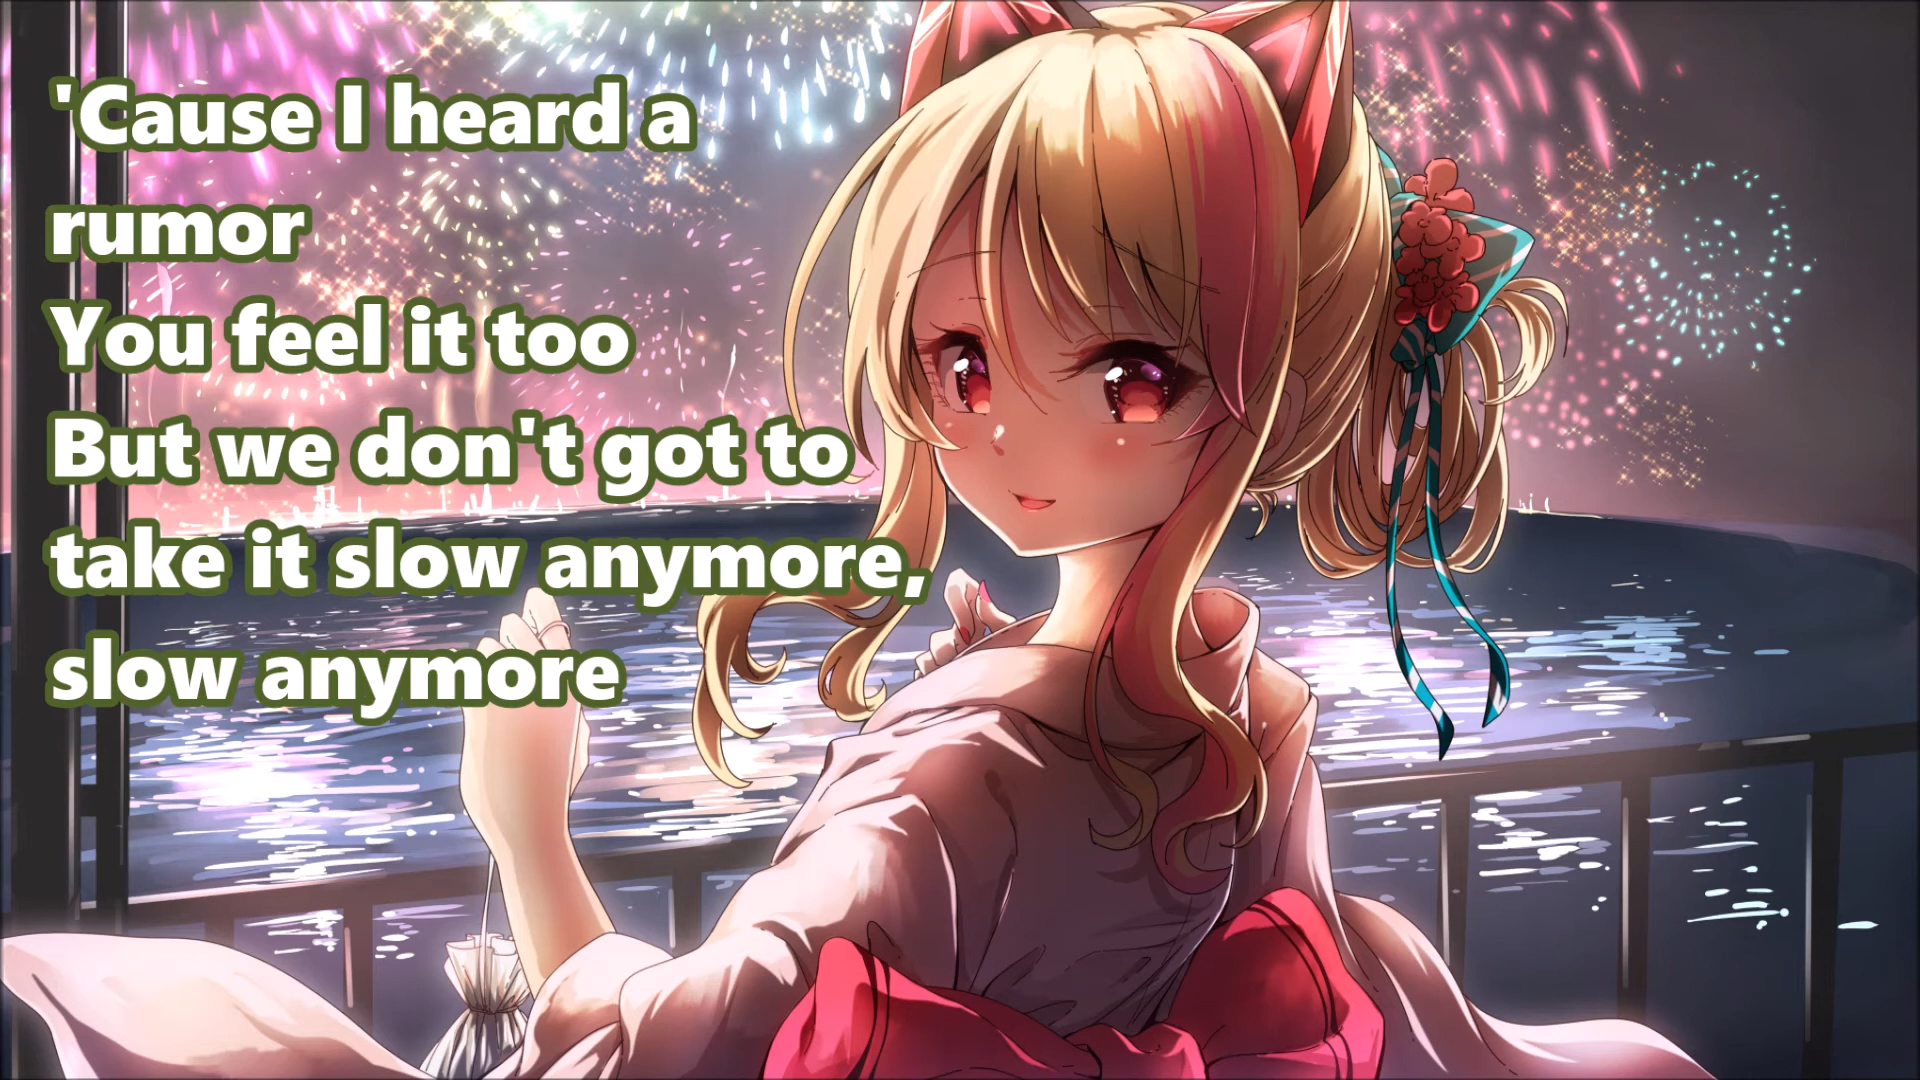 'Cause I heard a
rumor
You feel it too
But we don't got to
take it slow anymore,
slow anymore